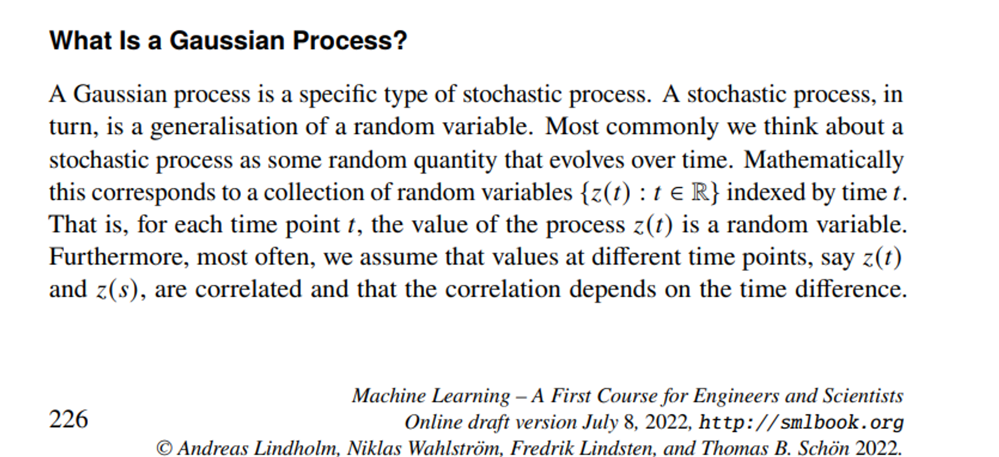 What Is a Gaussian Process?
A Gaussian process is a specific type of stochastic process. A stochastic process, in
turn, is a generalisation of a random variable. Most commonly we think about a
stochastic process as some random quantity that evolves over time. Mathematically
this corresponds to a collection of random variables {z(t) : t ∈ ℝ} indexed by time t.
That is, for each time point t, the value of the process z(t) is a random variable.
Furthermore, most often, we assume that values at different time points, say z(t)
and z(s), are correlated and that the correlation depends on the time difference.
Machine Learning – A First Course for Engineers and Scientists
226 Online draft version July 8, 2022, http://smlbook.org
© Andreas Lindholm, Niklas Wahlström, Fredrik Lindsten, and Thomas B. Schön 2022.